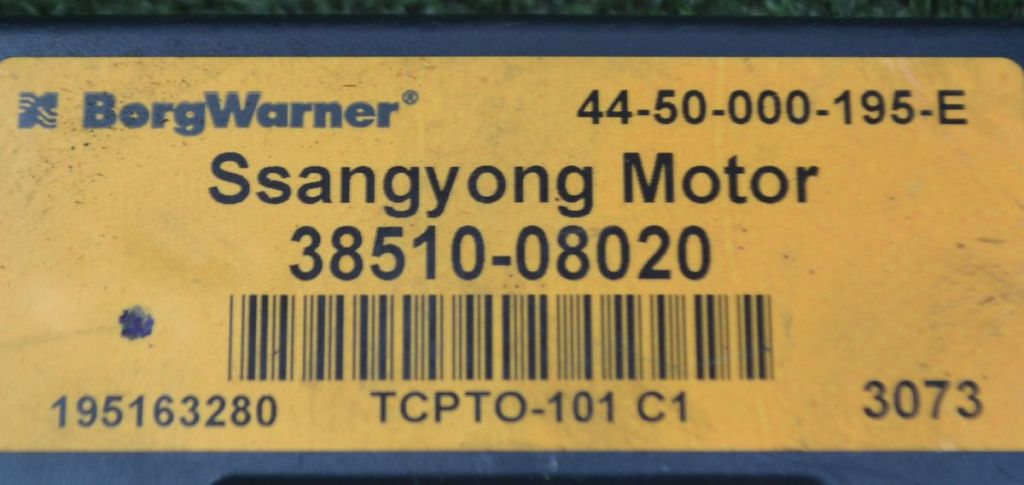 BorgWarner® 44-50-000-195-E
Ssangyong Motor
38510-08020
195163280 TCPTO-101 C1 3073